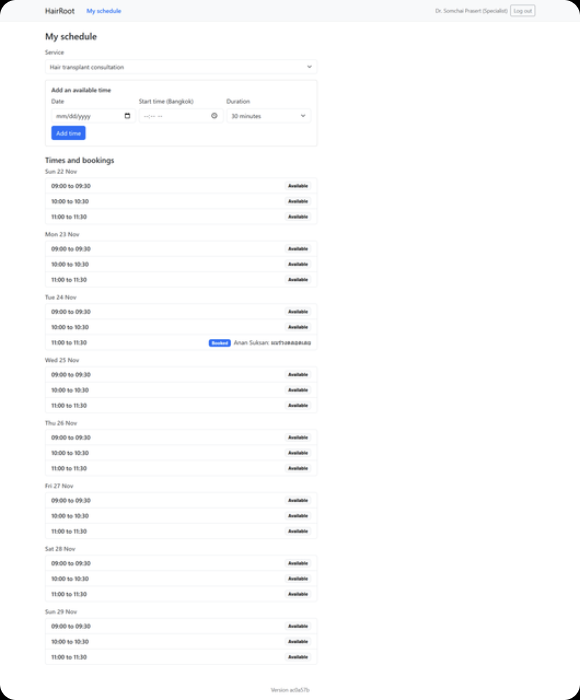 HairRoot My schedule Dr. Somchai Prasert (Specialist) Log out
My schedule
Service
Hair transplant consultation
Add an available time
Date Start time (Bangkok) Duration
mm/dd/yyyy --:-- -- 30 minutes
Add time
Times and bookings
Sun 22 Nov
09:00 to 09:30 Available
10:00 to 10:30 Available
11:00 to 11:30 Available
Mon 23 Nov
09:00 to 09:30 Available
10:00 to 10:30 Available
11:00 to 11:30 Available
Tue 24 Nov
09:00 to 09:30 Available
10:00 to 10:30 Available
11:00 to 11:30 Booked Anan Suksan:
Wed 25 Nov
09:00 to 09:30 Available
10:00 to 10:30 Available
11:00 to 11:30 Available
Thu 26 Nov
09:00 to 09:30 Available
10:00 to 10:30 Available
11:00 to 11:30 Available
Fri 27 Nov
09:00 to 09:30 Available
10:00 to 10:30 Available
11:00 to 11:30 Available
Sat 28 Nov
09:00 to 09:30 Available
10:00 to 10:30 Available
11:00 to 11:30 Available
Sun 29 Nov
09:00 to 09:30 Available
10:00 to 10:30 Available
11:00 to 11:30 Available
Version ac0a57b